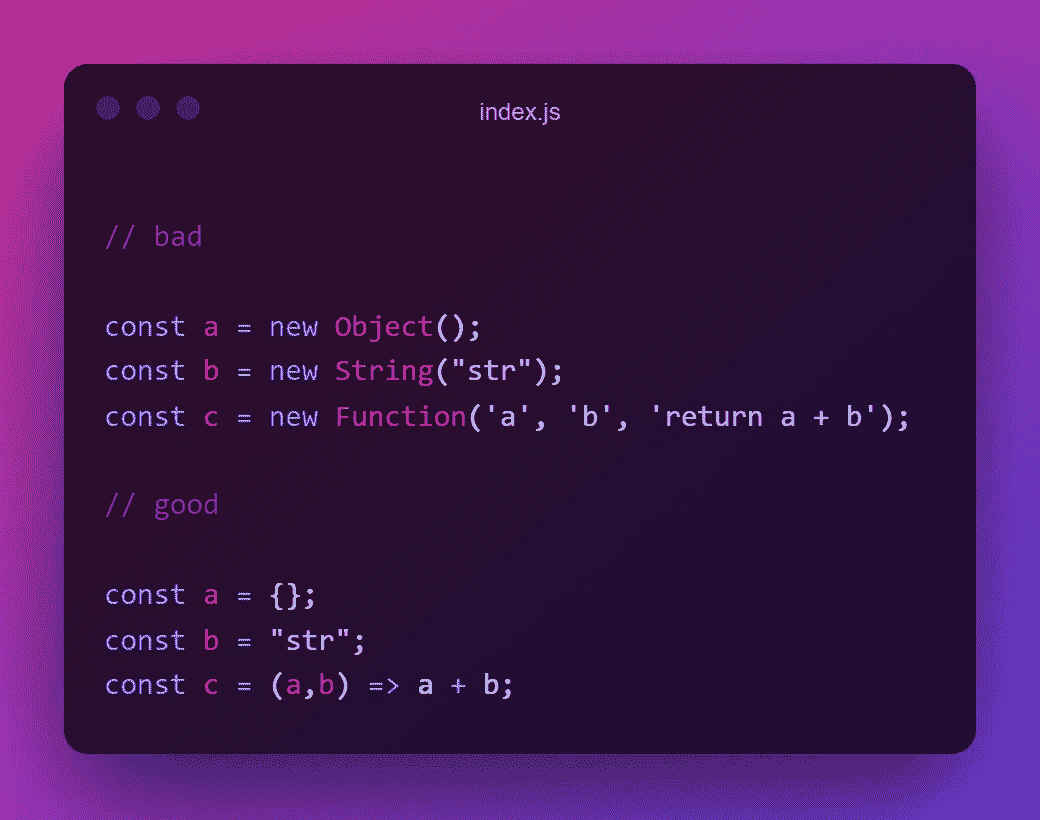 index.js
// bad
const a = new Object();
const b = new String("str");
const c = new Function('a', 'b', 'return a + b');
// good
const a = {};
const b = "str";
const c = (a,b) => a + b;